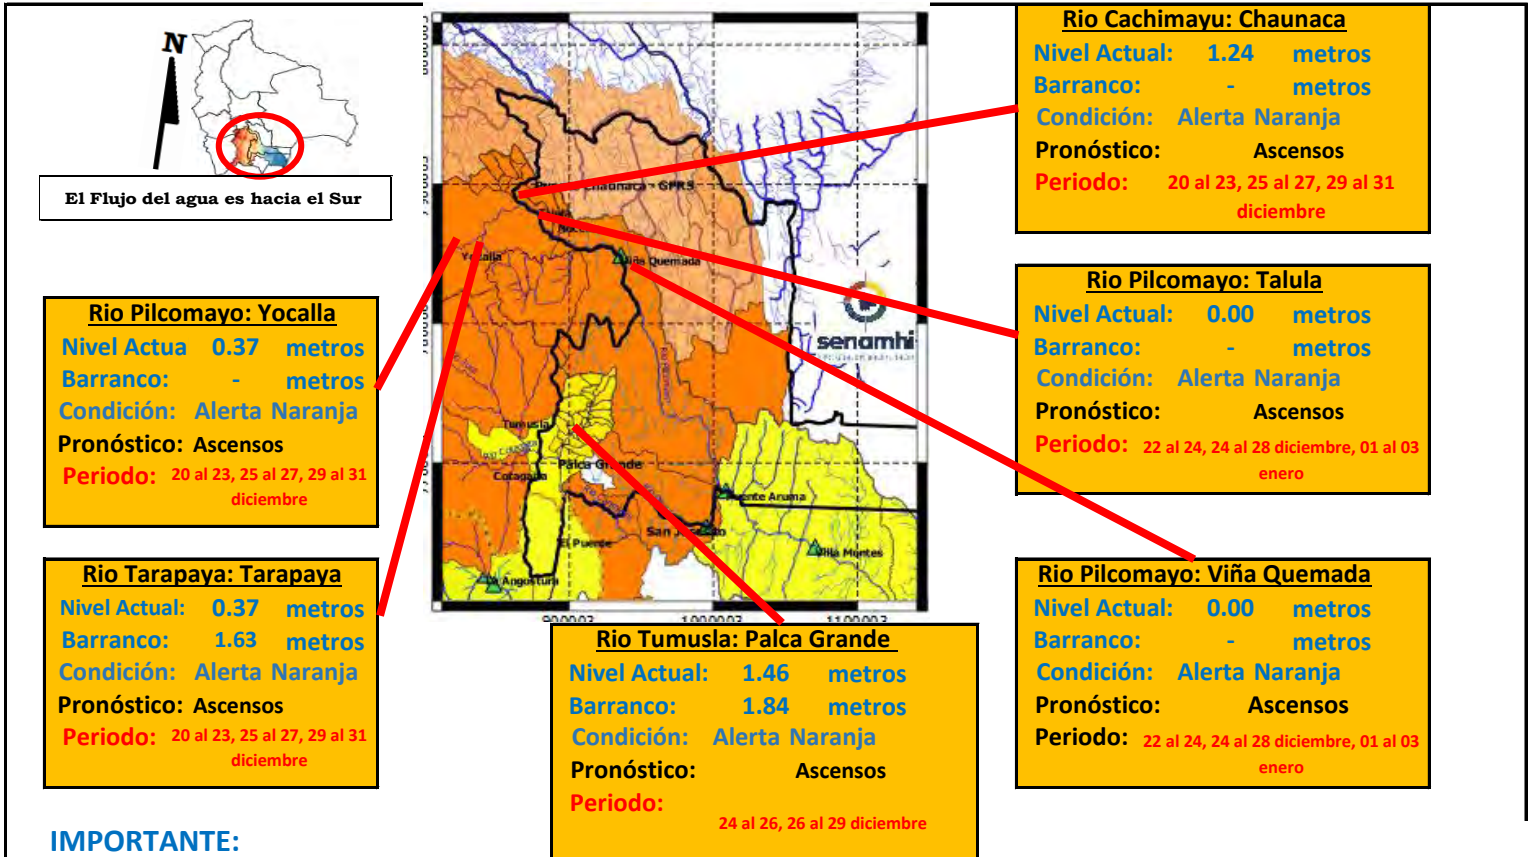 N
El Flujo del agua es hacia el Sur
Rio Pilcomayo: Yocalla
Nivel Actua 0.37 metros
Barranco: - metros
Condición: Alerta Naranja
Pronóstico: Ascensos
Periodo: 20 al 23, 25 al 27, 29 al 31
diciembre
Rio Tarapaya: Tarapaya
Nivel Actual: 0.37 metros
Barranco: 1.63 metros
Condición: Alerta Naranja
Pronóstico: Ascensos
Periodo: 20 al 23, 25 al 27, 29 al 31
diciembre
IMPORTANTE:
Chaunaca - GPRS
Yocalla
Viña Quemada
senamhi
Tumusla
Palca Grande
Cotagaita
Puente Aruma
San Jo
El Puente
Villa Montes
Angostura
900003 1000003 1100003
Rio Tumusla: Palca Grande
Nivel Actual: 1.46 metros
Barranco: 1.84 metros
Condición: Alerta Naranja
Pronóstico: Ascensos
Periodo:
24 al 26, 26 al 29 diciembre
Rio Cachimayu: Chaunaca
Nivel Actual: 1.24 metros
Barranco: - metros
Condición: Alerta Naranja
Pronóstico: Ascensos
Periodo: 20 al 23, 25 al 27, 29 al 31
diciembre
Rio Pilcomayo: Talula
Nivel Actual: 0.00 metros
Barranco: - metros
Condición: Alerta Naranja
Pronóstico: Ascensos
Periodo: 22 al 24, 24 al 28 diciembre, 01 al 03
enero
Rio Pilcomayo: Viña Quemada
Nivel Actual: 0.00 metros
Barranco: - metros
Condición: Alerta Naranja
Pronóstico: Ascensos
Periodo: 22 al 24, 24 al 28 diciembre, 01 al 03
enero